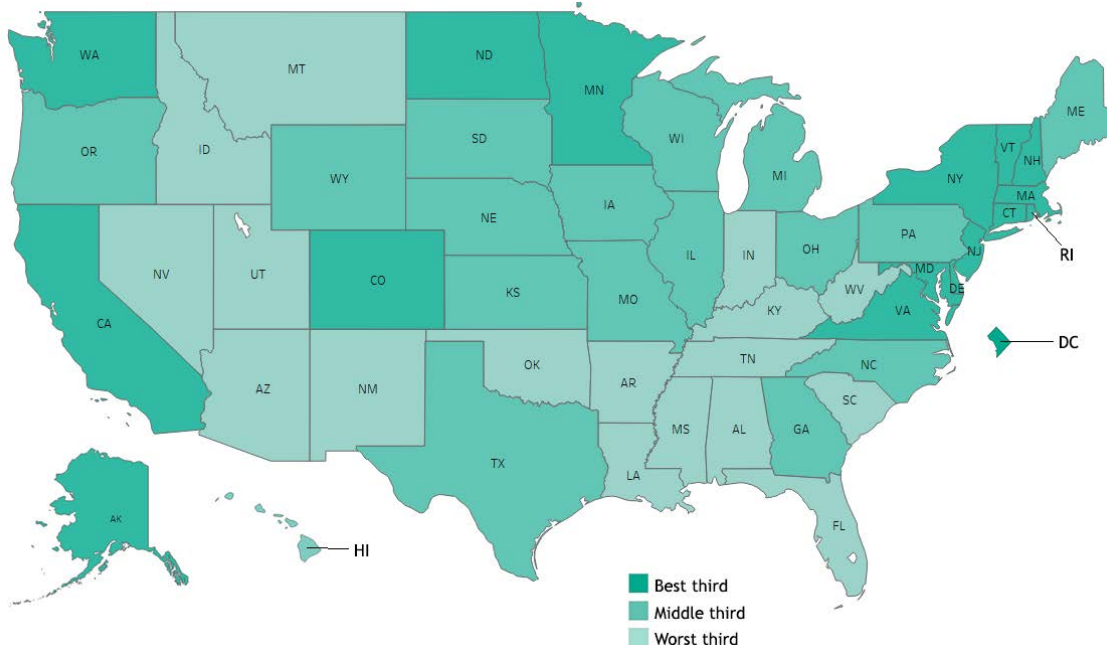 WA
MT
ND
MN
ME
OR
ID
SD
WI
VT
NH
WY
MI
NY
MA
CT
RI
NE
IA
PA
NV
UT
CO
IL
IN
OH
NJ
MD
DE
CA
KS
MO
WV
VA
KY
DC
OK
TN
NC
AZ
NM
AR
SC
MS
AL
GA
TX
LA
FL
AK
HI
Best third
Middle third
Worst third